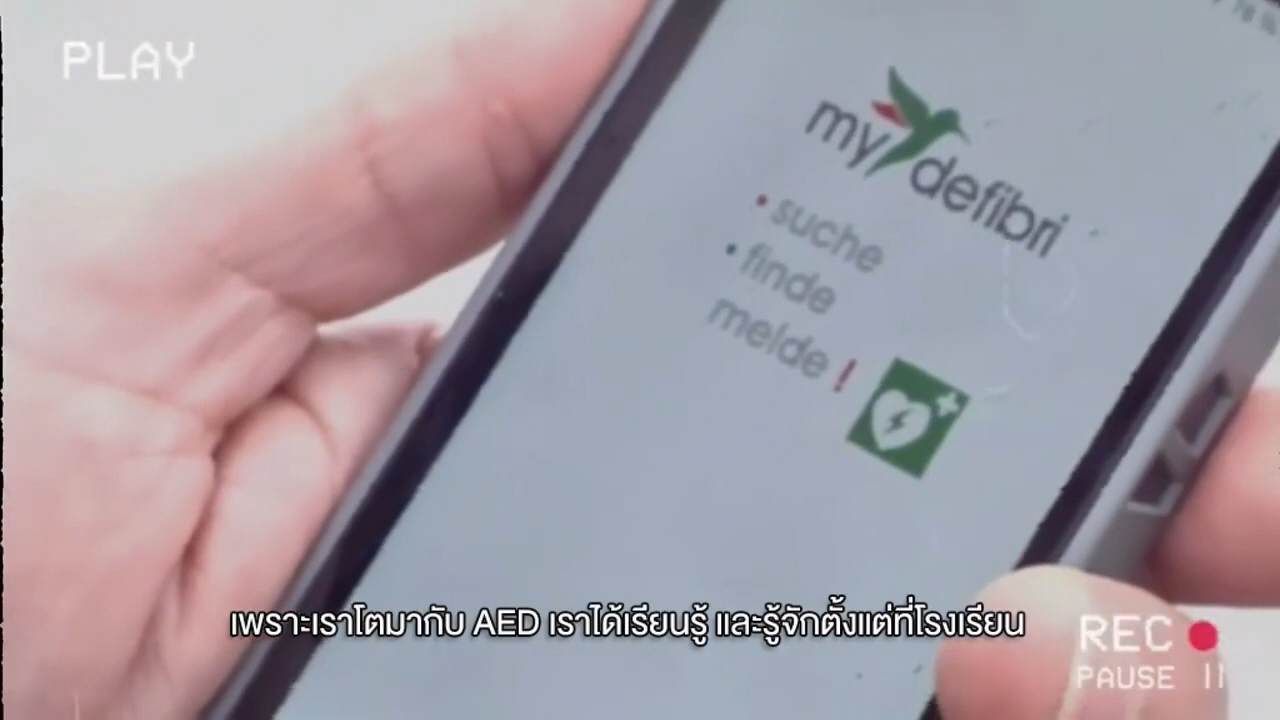 PLAY
my defibri
• suche
• finde
melde !
เพราะเราโตมากับ AED เราได้เรียนรู้ และรู้จักตั้งแต่ที่โรงเรียน
REC
PAUSE